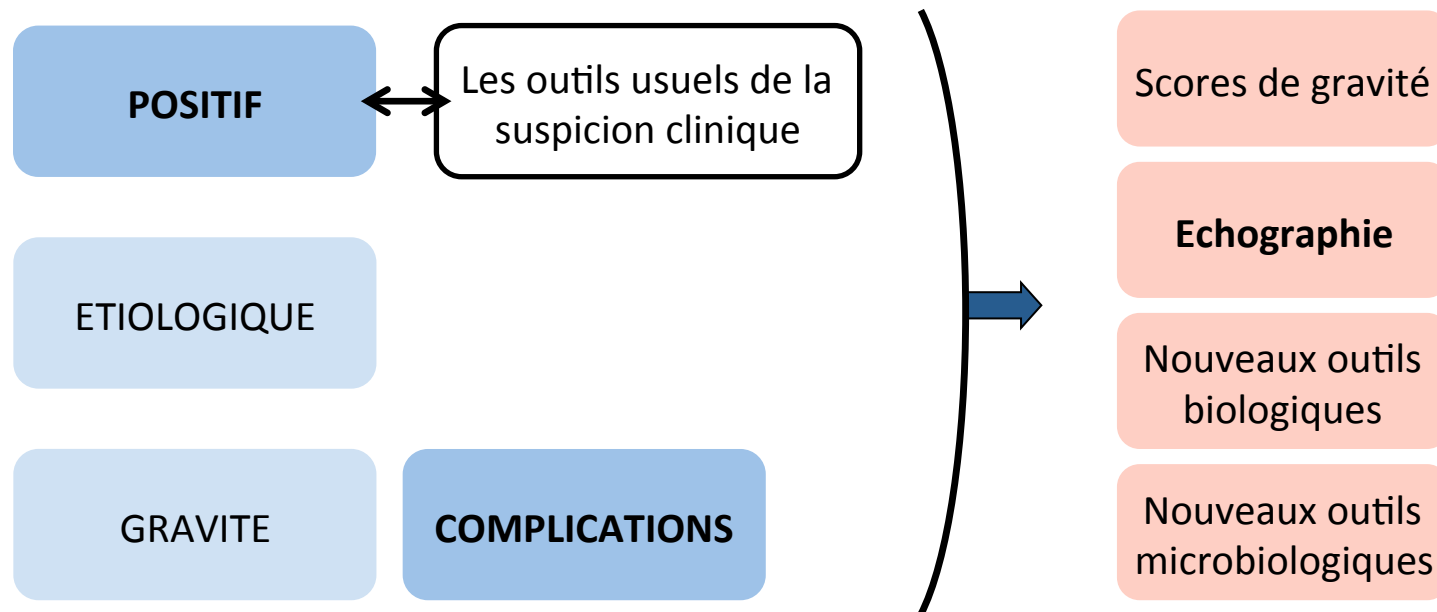 POSITIF
Les outils usuels de la
suspicion clinique
ETIOLOGIQUE
GRAVITE
COMPLICATIONS
Scores de gravité
Echographie
Nouveaux outils
biologiques
Nouveaux outils
microbiologiques